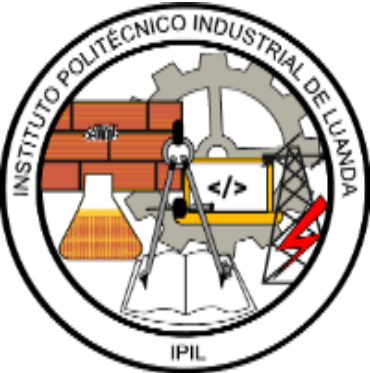 INSTITUTO POLITÉCNICO INDUSTRIAL DE LUANDA
</>
IPIL